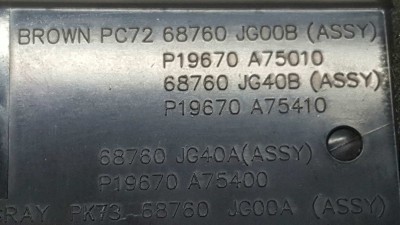 BROWN PC72 68760 JG00B (ASSY)
P19670 A75010
68760 JG40B (ASSY)
P19670 A75410
68760 JG40A(ASSY)
P19670 A75400
GRAY PK73 68760 JG00A (ASSY)